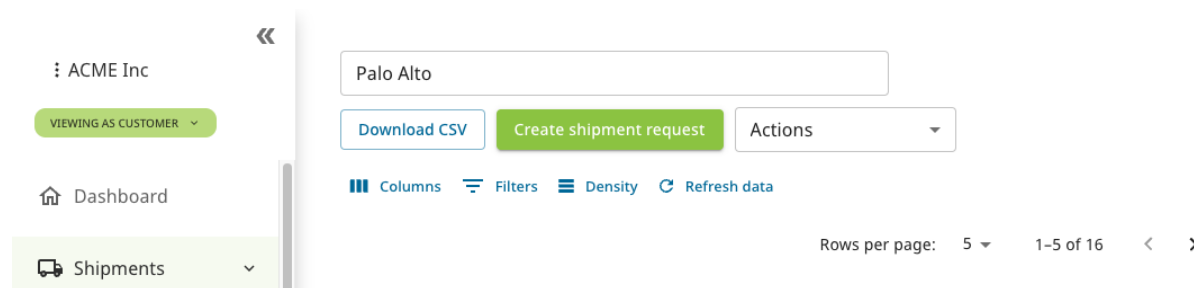 ACME Inc
VIEWING AS CUSTOMER
Dashboard
Shipments
Palo Alto
Download CSV
Create shipment request
Actions
Columns
Filters
Density
Refresh data
Rows per page: 5
1–5 of 16